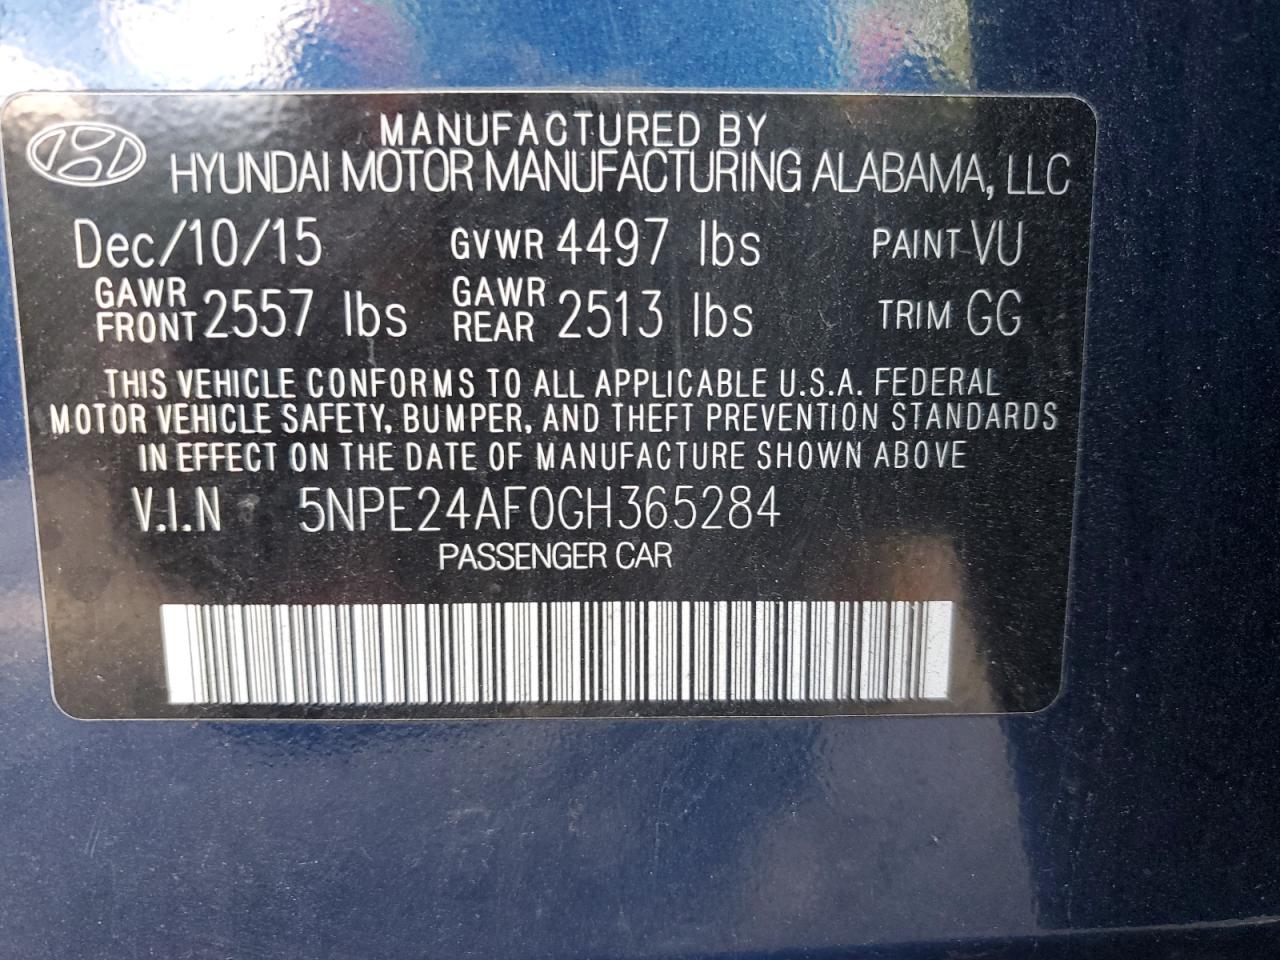 MANUFACTURED BY
HYUNDAI MOTOR MANUFACTURING ALABAMA, LLC
Dec/10/15 GVWR 4497 lbs PAINT VU
GAWR FRONT 2557 lbs GAWR REAR 2513 lbs TRIM GG
THIS VEHICLE CONFORMS TO ALL APPLICABLE U.S.A. FEDERAL
MOTOR VEHICLE SAFETY, BUMPER, AND THEFT PREVENTION STANDARDS
IN EFFECT ON THE DATE OF MANUFACTURE SHOWN ABOVE
V.I.N 5NPE24AF0GH365284
PASSENGER CAR